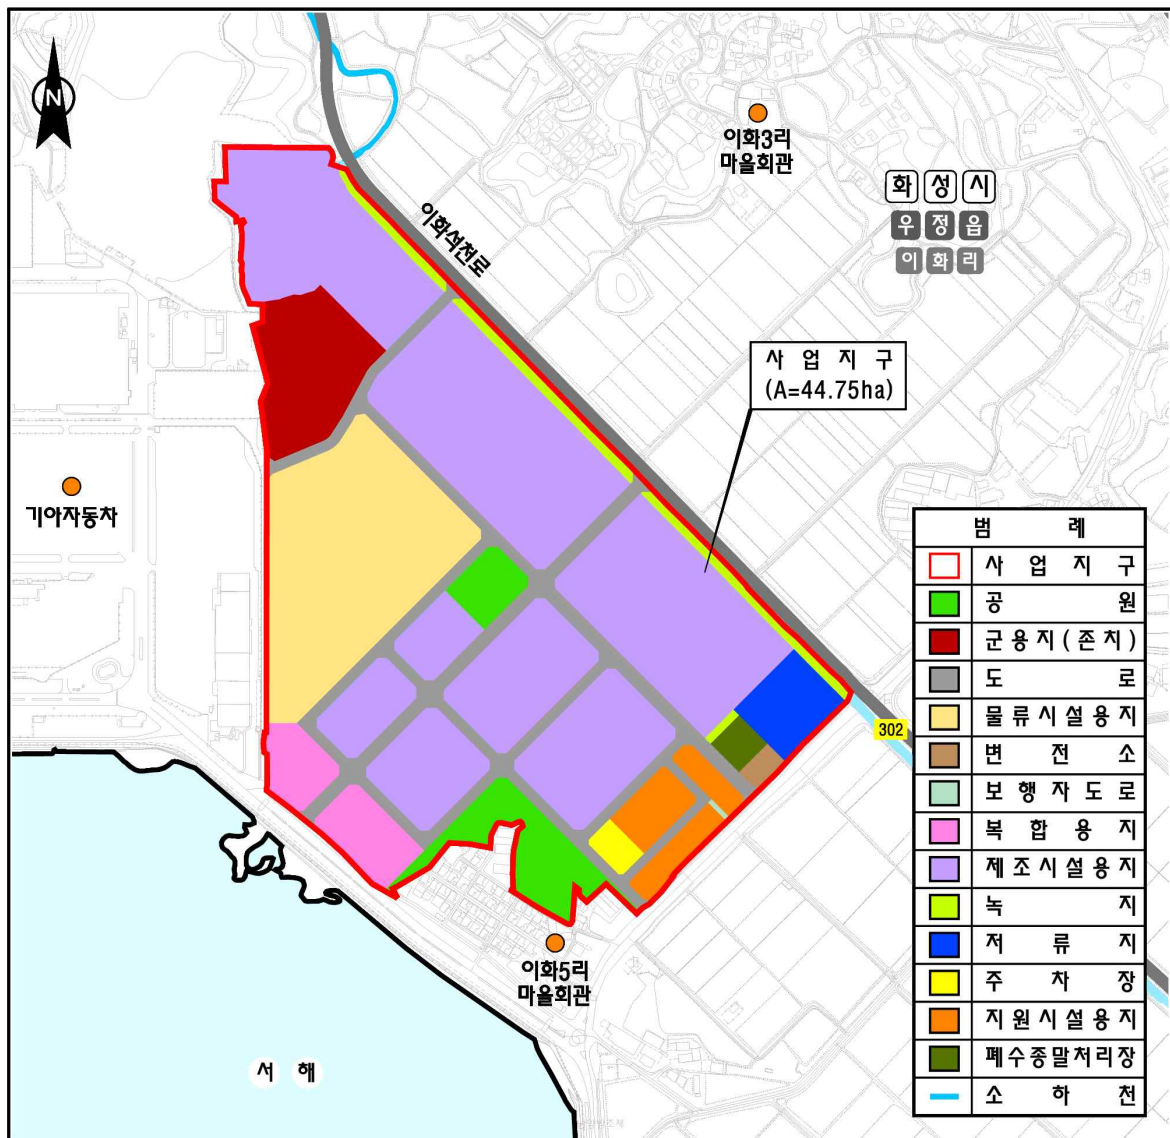 N
이화3리
마을회관
화성시
우정읍
이화리
이화석천로
사업지구
(A=44.75ha)
기아자동차
302
범례
사업지구
공원
군용지(존치)
도로
물류시설용지
변전소
보행자도로
복합용지
제조시설용지
녹지
저류지
주차장
지원시설용지
폐수종말처리장
소하천
이화5리
마을회관
서해